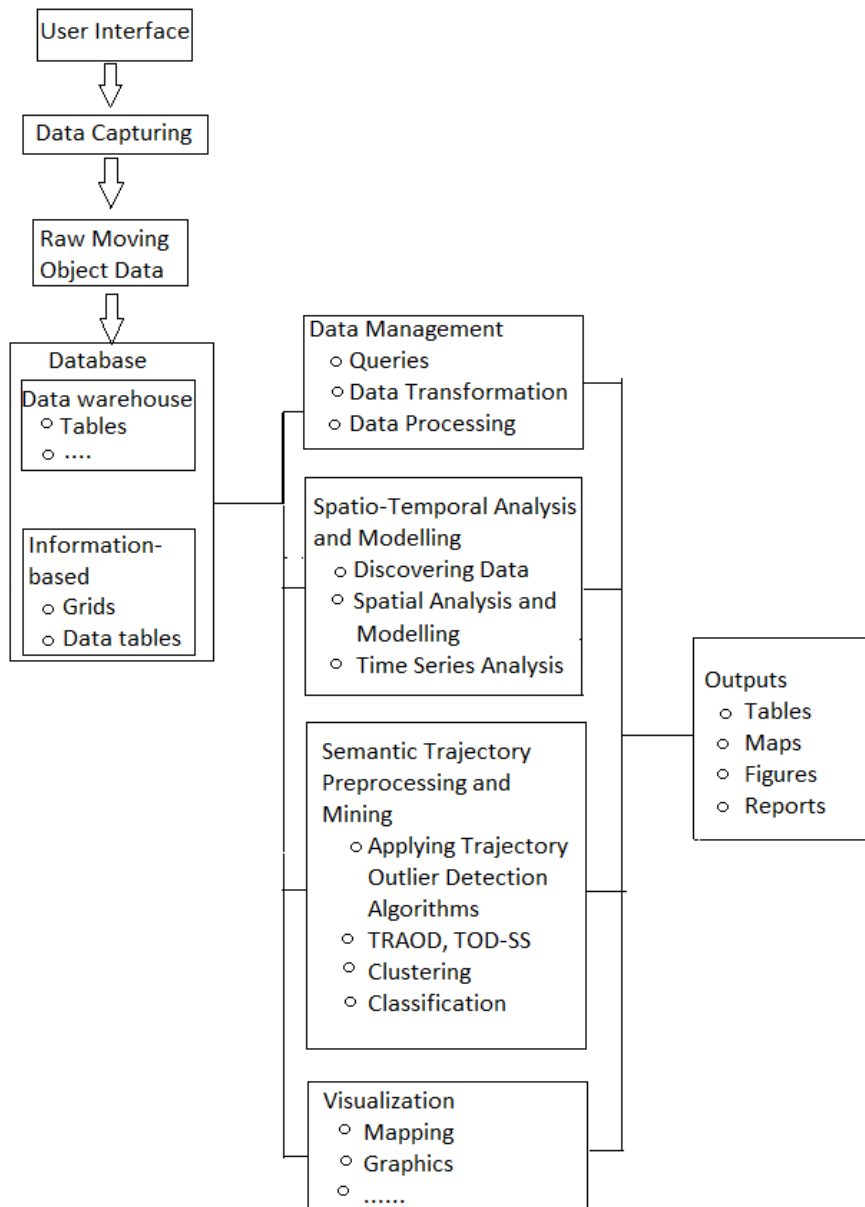 User Interface
Data Capturing
Raw Moving
Object Data
Database
Data warehouse
Tables
....
Information-
based
Grids
Data tables
Data Management
Queries
Data Transformation
Data Processing
Spatio-Temporal Analysis
and Modelling
Discovering Data
Spatial Analysis and
Modelling
Time Series Analysis
Semantic Trajectory
Preprocessing and
Mining
Applying Trajectory
Outlier Detection
Algorithms
TRAOD, TOD-SS
Clustering
Classification
Visualization
Mapping
Graphics
......
Outputs
Tables
Maps
Figures
Reports